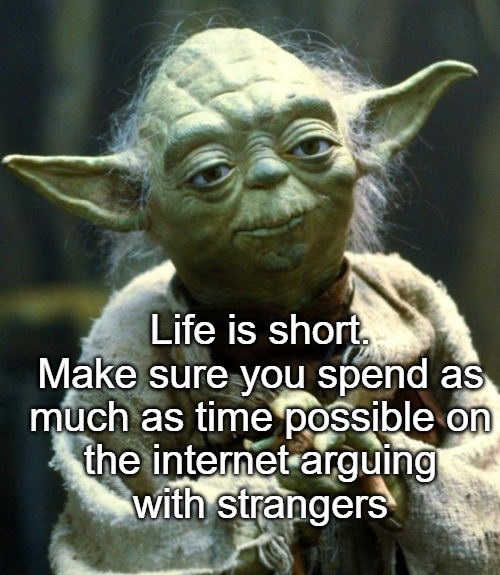 Life is short.
Make sure you spend as
much as time possible on
the internet arguing
with strangers